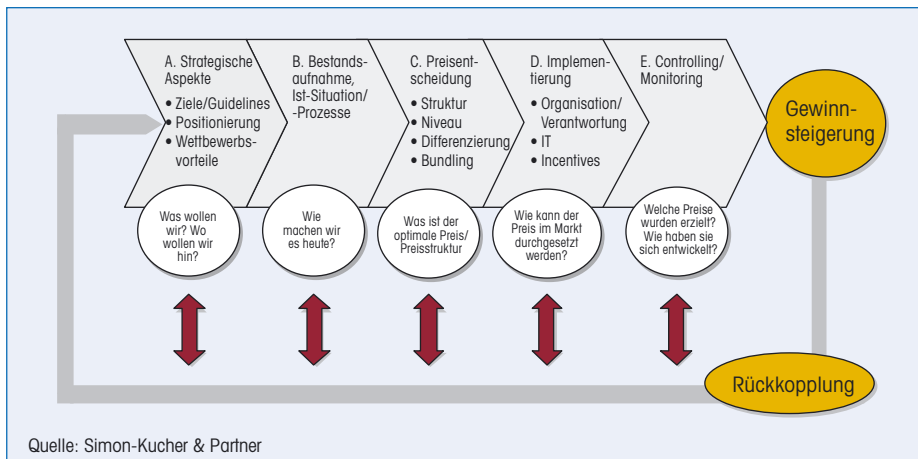 A. Strategische
Aspekte
• Ziele/Guidelines
• Positionierung
• Wettbewerbs-
vorteile
B. Bestands-
aufnahme,
Ist-Situation/
-Prozesse
C. Preisent-
scheidung
• Struktur
• Niveau
• Differenzierung
• Bundling
D. Implemen-
tierung
• Organisation/
Verantwortung
• IT
• Incentives
E. Controlling/
Monitoring
Gewinn-
steigerung
Was wollen
wir? Wo
wollen wir
hin?
Wie
machen wir
es heute?
Was ist der
optimale Preis/
Preisstruktur
Wie kann der
Preis im Markt
durchgesetzt
werden?
Welche Preise
wurden erzielt?
Wie haben sie
sich entwickelt?
Rückkopplung
Quelle: Simon-Kucher & Partner